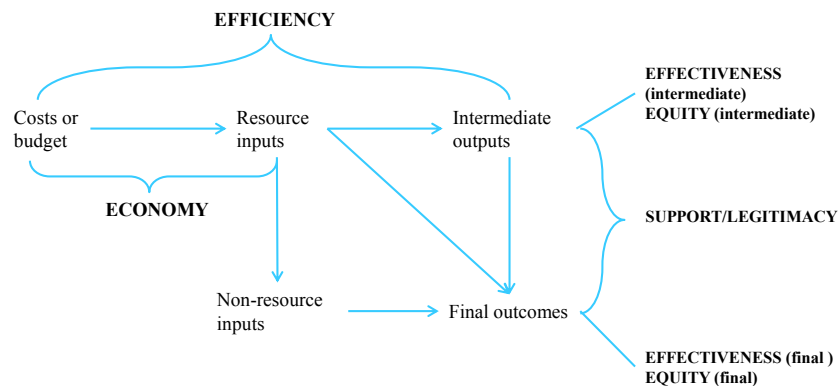 EFFICIENCY
EFFECTIVENESS
(intermediate)
EQUITY (intermediate)
Costs or
budget
Resource
inputs
Intermediate
outputs
ECONOMY
SUPPORT/LEGITIMACY
Non-resource
inputs
Final outcomes
EFFECTIVENESS (final )
EQUITY (final)